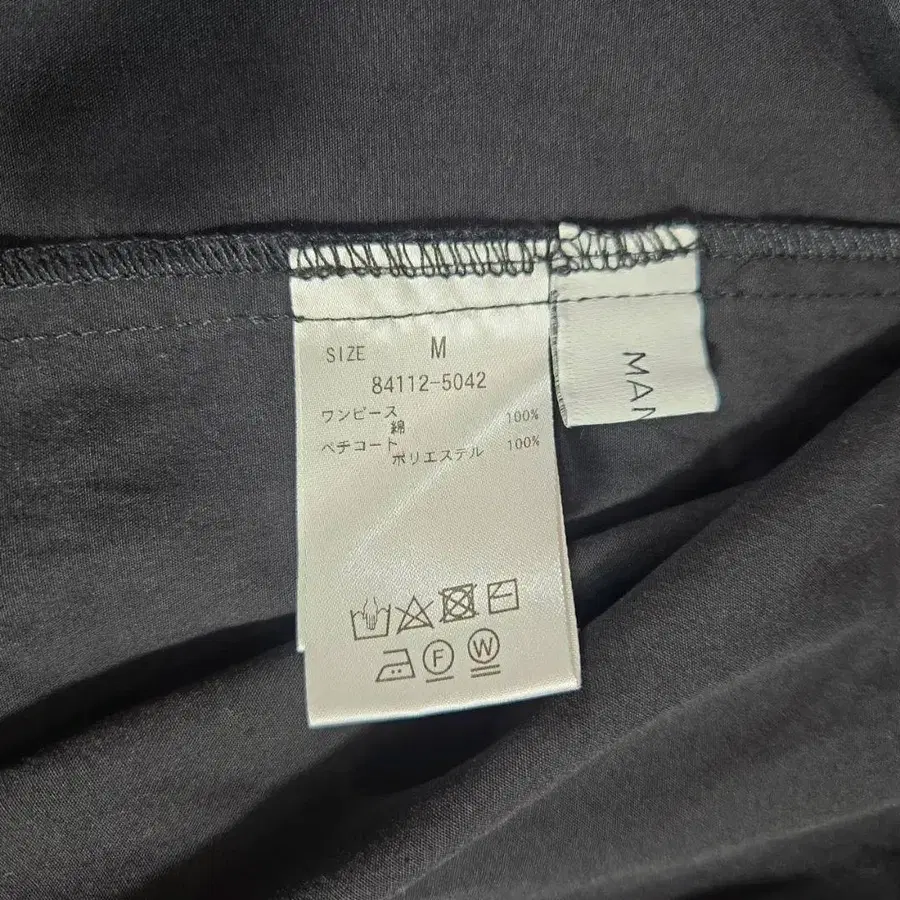 SIZE M
84112-5042
ワンピース
綿 100%
ペチコート
ポリエステル 100%
F W
MAN